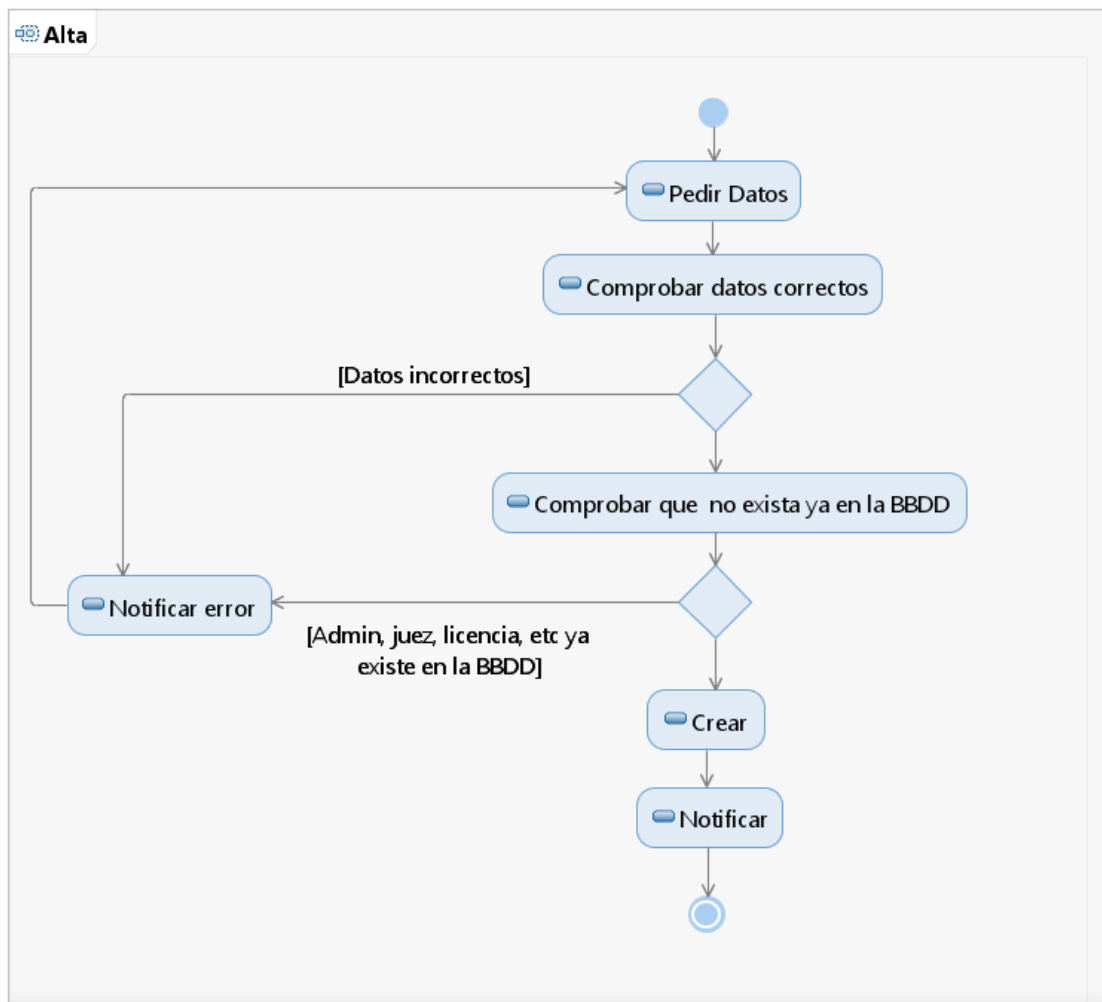 Alta
Pedir Datos
Comprobar datos correctos
[Datos incorrectos]
Comprobar que  no exista ya en la BBDD
Notificar error
[Admin, juez, licencia, etc ya
existe en la BBDD]
Crear
Notificar